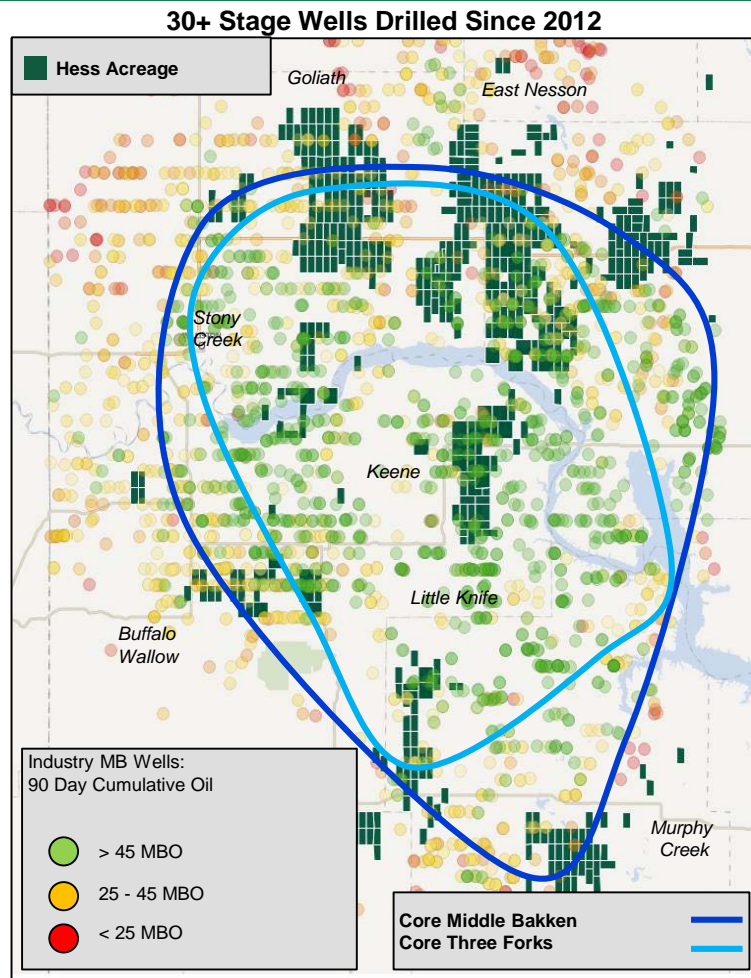 30+ Stage Wells Drilled Since 2012
Hess Acreage
Goliath
East Nesson
Stony
Creek
Keene
Little Knife
Buffalo
Wallow
Industry MB Wells:
90 Day Cumulative Oil
> 45 MBO
25 - 45 MBO
< 25 MBO
Murphy
Creek
Core Middle Bakken
Core Three Forks